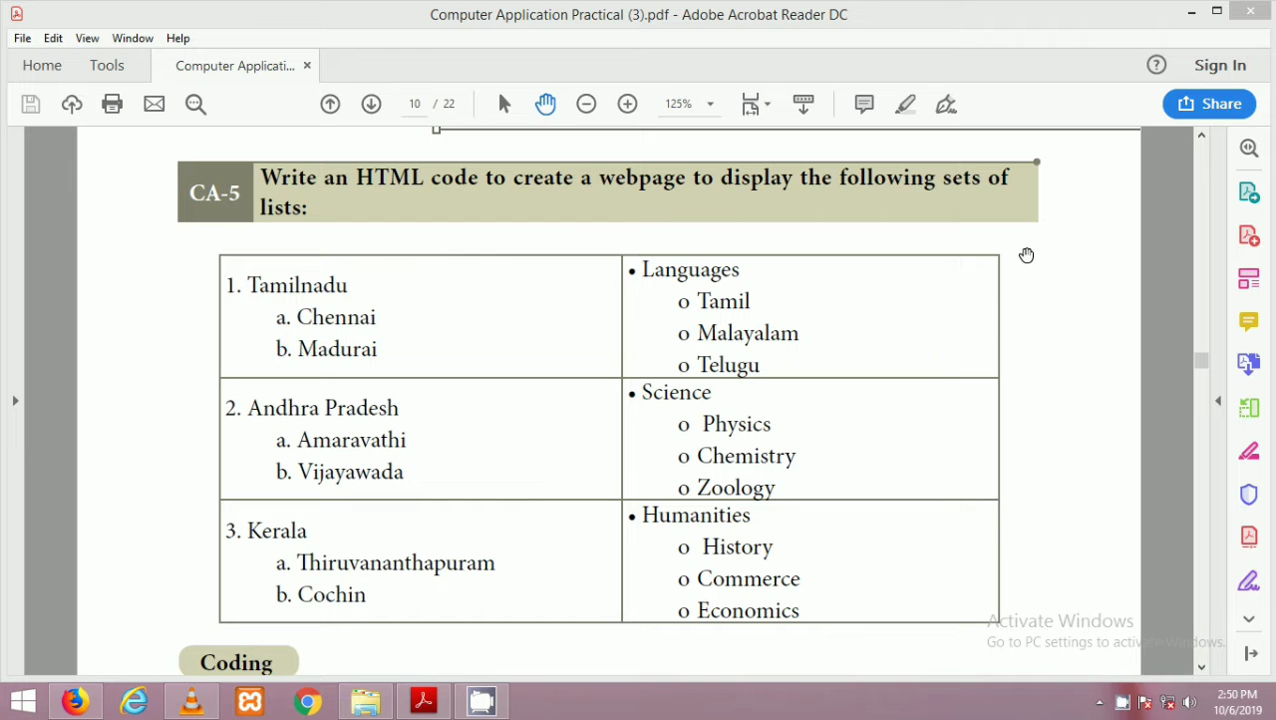 Computer Application Practical (3).pdf - Adobe Acrobat Reader DC
File Edit View Window Help
Home Tools Computer Applicati... × Sign In
10 / 22 125% Share
CA-5 Write an HTML code to create a webpage to display the following sets of
lists:
1. Tamilnadu
a. Chennai
b. Madurai
• Languages
o Tamil
o Malayalam
o Telugu
2. Andhra Pradesh
a. Amaravathi
b. Vijayawada
• Science
o Physics
o Chemistry
o Zoology
3. Kerala
a. Thiruvananthapuram
b. Cochin
• Humanities
o History
o Commerce
o Economics
Activate Windows
Go to PC settings to activate Windows.
Coding
2:50 PM
10/6/2019